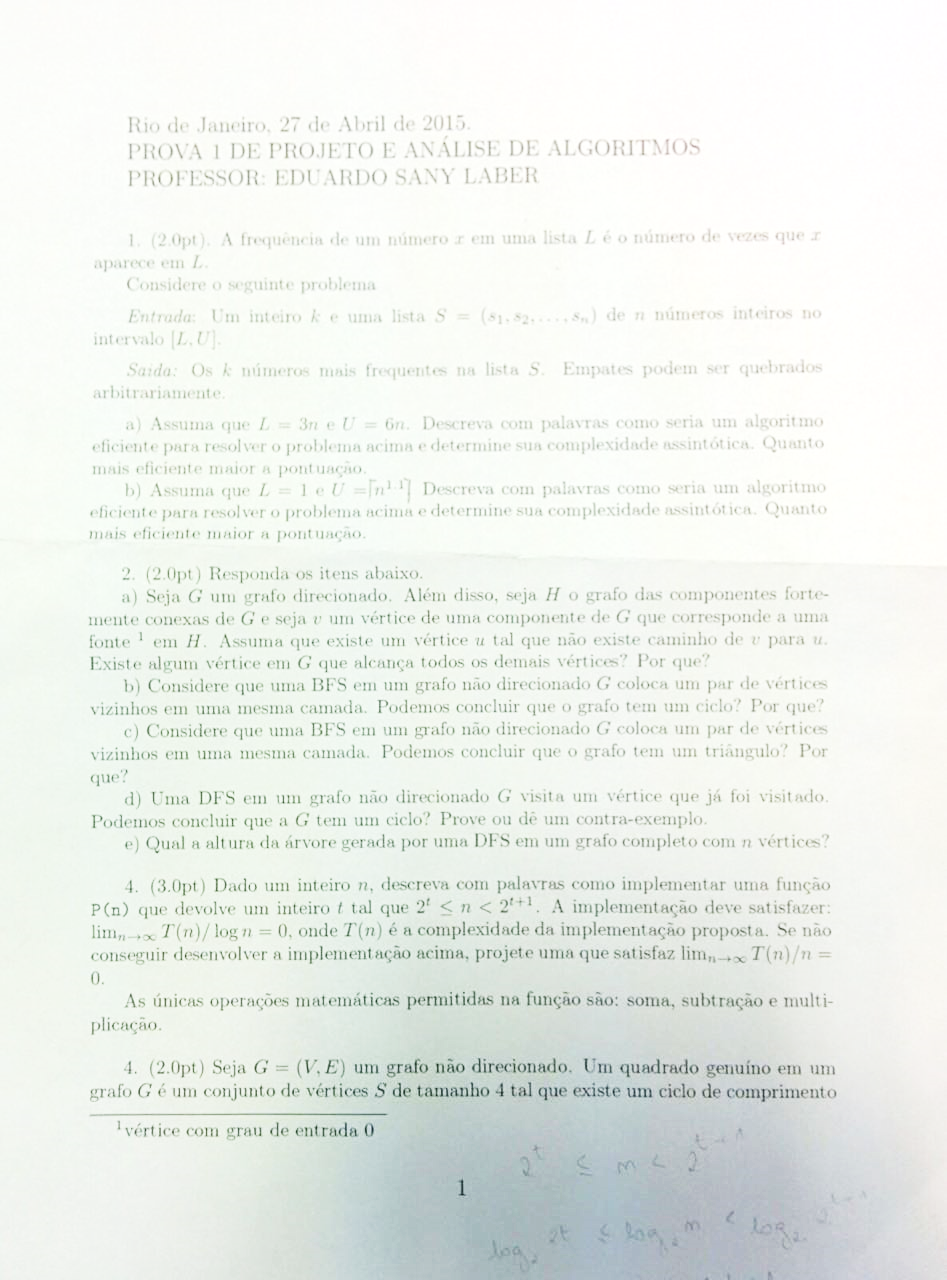 Rio de Janeiro, 27 de Abril de 2015.
PROVA 1 DE PROJETO E ANÁLISE DE ALGORITMOS
PROFESSOR: EDUARDO SANY LABER
1. (2.0pt). A frequência de um número x em uma lista L é o número de vezes que x
aparece em L.
Considere o seguinte problema
Entrada: Um inteiro k e uma lista S = (s₁, s₂, . . . , sₙ) de n números inteiros no
intervalo [L, U].
Saida: Os k números mais frequentes na lista S. Empates podem ser quebrados
arbitrariamente.
a) Assuma que L = 3n e U = 6n. Descreva com palavras como seria um algoritmo
eficiente para resolver o problema acima e determine sua complexidade assintótica. Quanto
mais eficiente maior a pontuação.
b) Assuma que L = 1 e U =⌈n¹·¹⌉ Descreva com palavras como seria um algoritmo
eficiente para resolver o problema acima e determine sua complexidade assintótica. Quanto
mais eficiente maior a pontuação.
2. (2.0pt) Responda os itens abaixo.
a) Seja G um grafo direcionado. Além disso, seja H o grafo das componentes forte-
mente conexas de G e seja v um vértice de uma componente de G que corresponde a uma
fonte ¹ em H. Assuma que existe um vértice u tal que não existe caminho de v para u.
Existe algum vértice em G que alcança todos os demais vértices? Por que?
b) Considere que uma BFS em um grafo não direcionado G coloca um par de vértices
vizinhos em uma mesma camada. Podemos concluir que o grafo tem um ciclo? Por que?
c) Considere que uma BFS em um grafo não direcionado G coloca um par de vértices
vizinhos em uma mesma camada. Podemos concluir que o grafo tem um triângulo? Por
que?
d) Uma DFS em um grafo não direcionado G visita um vértice que já foi visitado.
Podemos concluir que a G tem um ciclo? Prove ou dê um contra-exemplo.
e) Qual a altura da árvore gerada por uma DFS em um grafo completo com n vértices?
4. (3.0pt) Dado um inteiro n, descreva com palavras como implementar uma função
P(n) que devolve um inteiro t tal que 2ᵗ ≤ n < 2ᵗ⁺¹. A implementação deve satisfazer:
limₙ→∞ T(n)/ log n = 0, onde T(n) é a complexidade da implementação proposta. Se não
conseguir desenvolver a implementação acima, projete uma que satisfaz limₙ→∞ T(n)/n =
0.
As únicas operações matemáticas permitidas na função são: soma, subtração e multi-
plicação.
4. (2.0pt) Seja G = (V, E) um grafo não direcionado. Um quadrado genuíno em um
grafo G é um conjunto de vértices S de tamanho 4 tal que existe um ciclo de comprimento
¹vértice com grau de entrada 0
2ᵗ ≤ n < 2ᵗ⁺¹
1
log₂ 2t ≤ log₂ n < log₂ 2ᵗ⁺¹